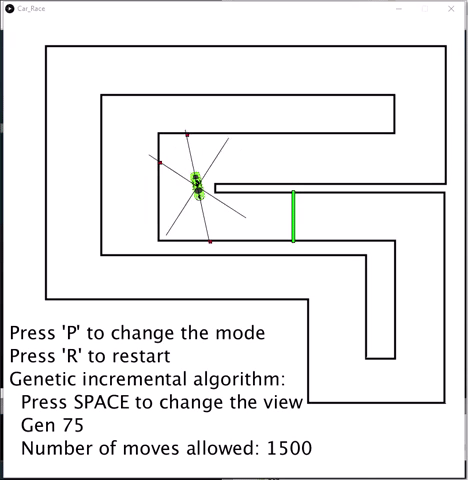 Car_Race
Press 'P' to change the mode
Press 'R' to restart
Genetic incremental algorithm:
Press SPACE to change the view
Gen 75
Number of moves allowed: 1500